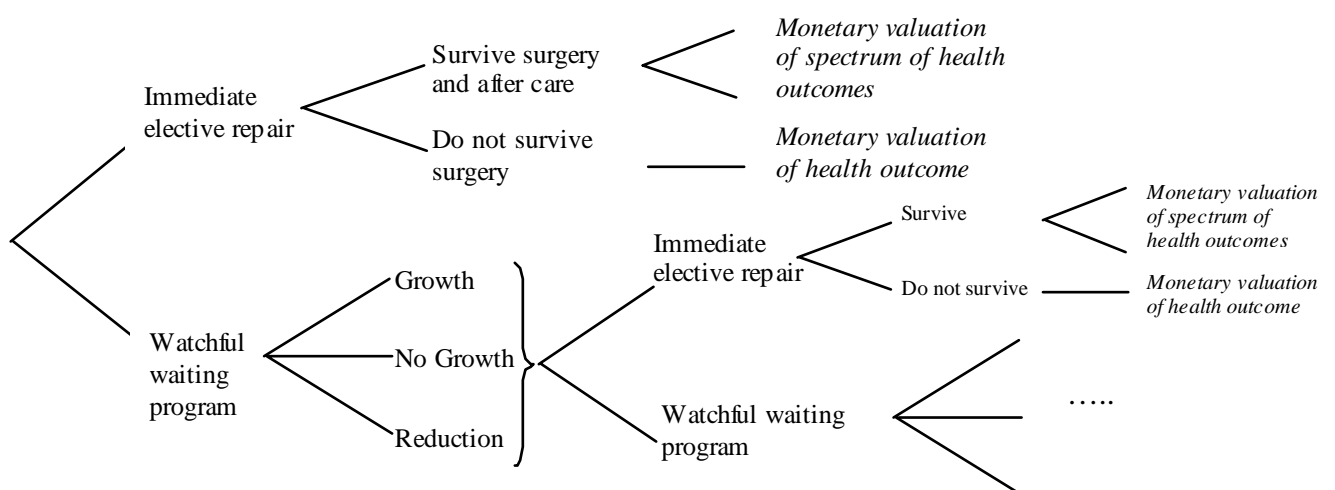 Immediate
elective repair
Survive surgery
and after care
Monetary valuation
of spectrum of health
outcomes
Do not survive
surgery
Monetary valuation
of health outcome
Watchful
waiting
program
Growth
No Growth
Reduction
Immediate
elective repair
Survive
Monetary valuation
of spectrum of
health outcomes
Do not survive
Monetary valuation
of health outcome
Watchful waiting
program
…..